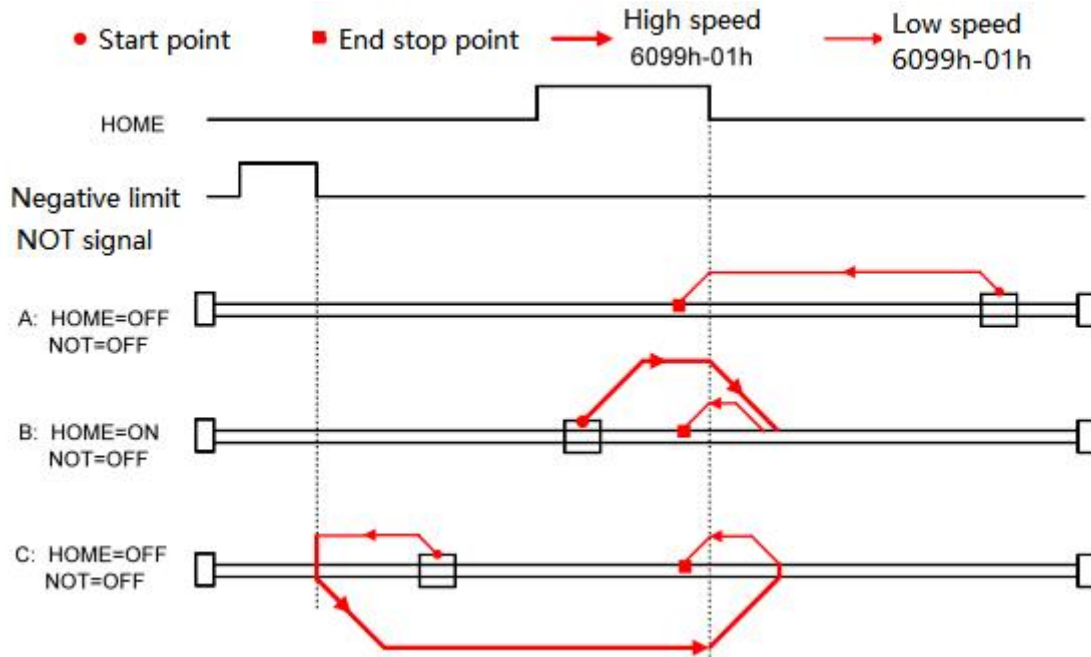 Start point
End stop point
High speed
6099h-01h
Low speed
6099h-01h
HOME
Negative limit
NOT signal
A: HOME=OFF
NOT=OFF
B: HOME=ON
NOT=OFF
C: HOME=OFF
NOT=OFF